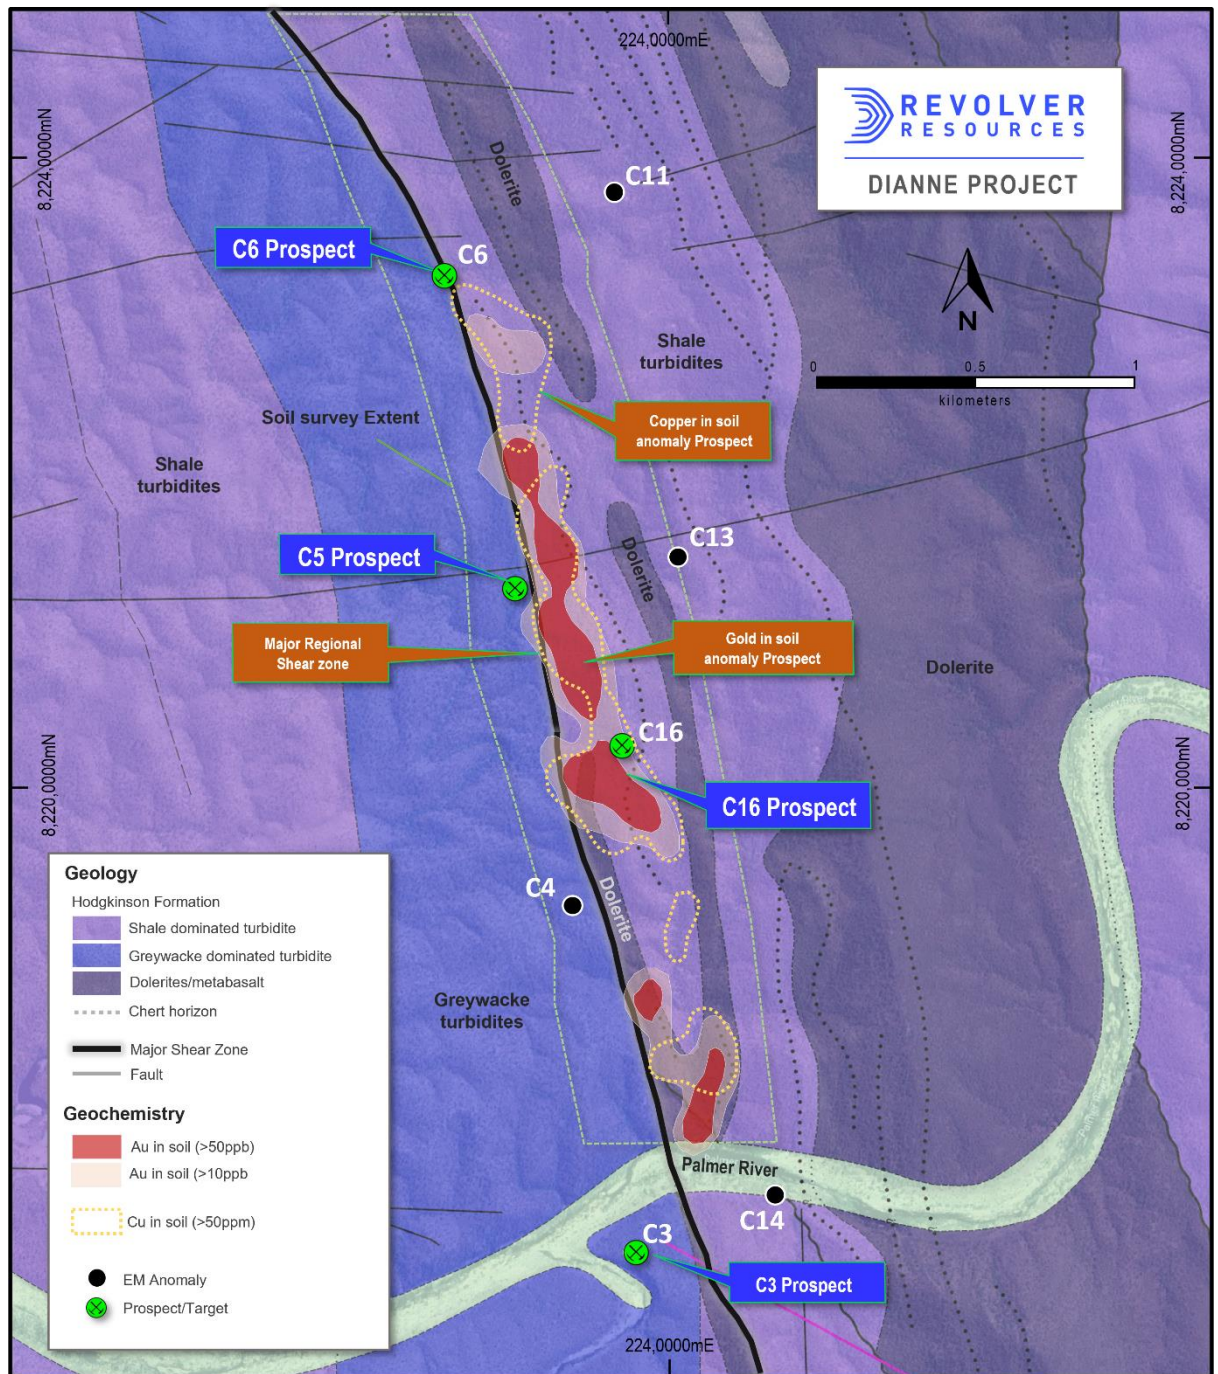 224,0000mE
REVOLVER
RESOURCES
DIANNE PROJECT
8,224,0000mN
8,224,0000mN
Dolerite
C11
C6 Prospect
C6
N
Shale
turbidites
0
0.5
1
kilometers
Soil survey Extent
Copper in soil
anomaly Prospect
Shale
turbidites
C13
C5 Prospect
Dolerite
Major Regional
Shear zone
Gold in soil
anomaly Prospect
Dolerite
C16
8,220,0000mN
8,220,000mN
C16 Prospect
C4
Dolerite
Greywacke
turbidites
Geology
Hodgkinson Formation
Shale dominated turbidite
Greywacke dominated turbidite
Dolerites/metabasalt
Chert horizon
Major Shear Zone
Fault
Geochemistry
Au in soil (>50ppb)
Au in soil (>10ppb
Cu in soil (>50ppm)
EM Anomaly
Prospect/Target
Palmer River
C14
C3
C3 Prospect
224,0000mE